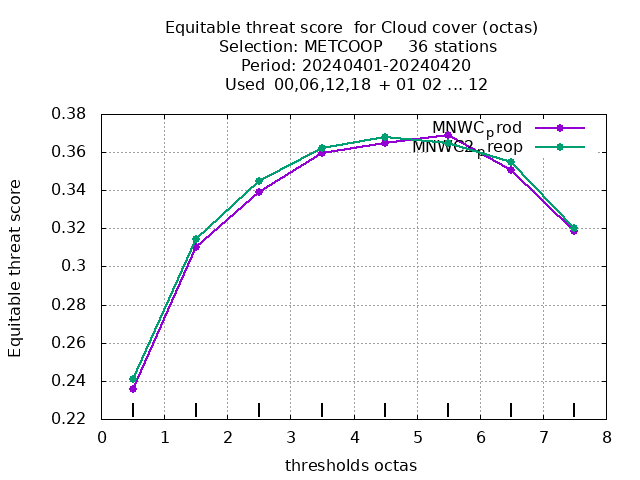 Equitable threat score  for Cloud cover (octas)
Selection: METCOOP     36 stations
Period: 20240401-20240420
Used  00,06,12,18 + 01 02 ... 12
MNWCprod
MNWC2preop
Equitable threat score
0.38
0.36
0.34
0.32
0.3
0.28
0.26
0.24
0.22
0 1 2 3 4 5 6 7 8
thresholds octas